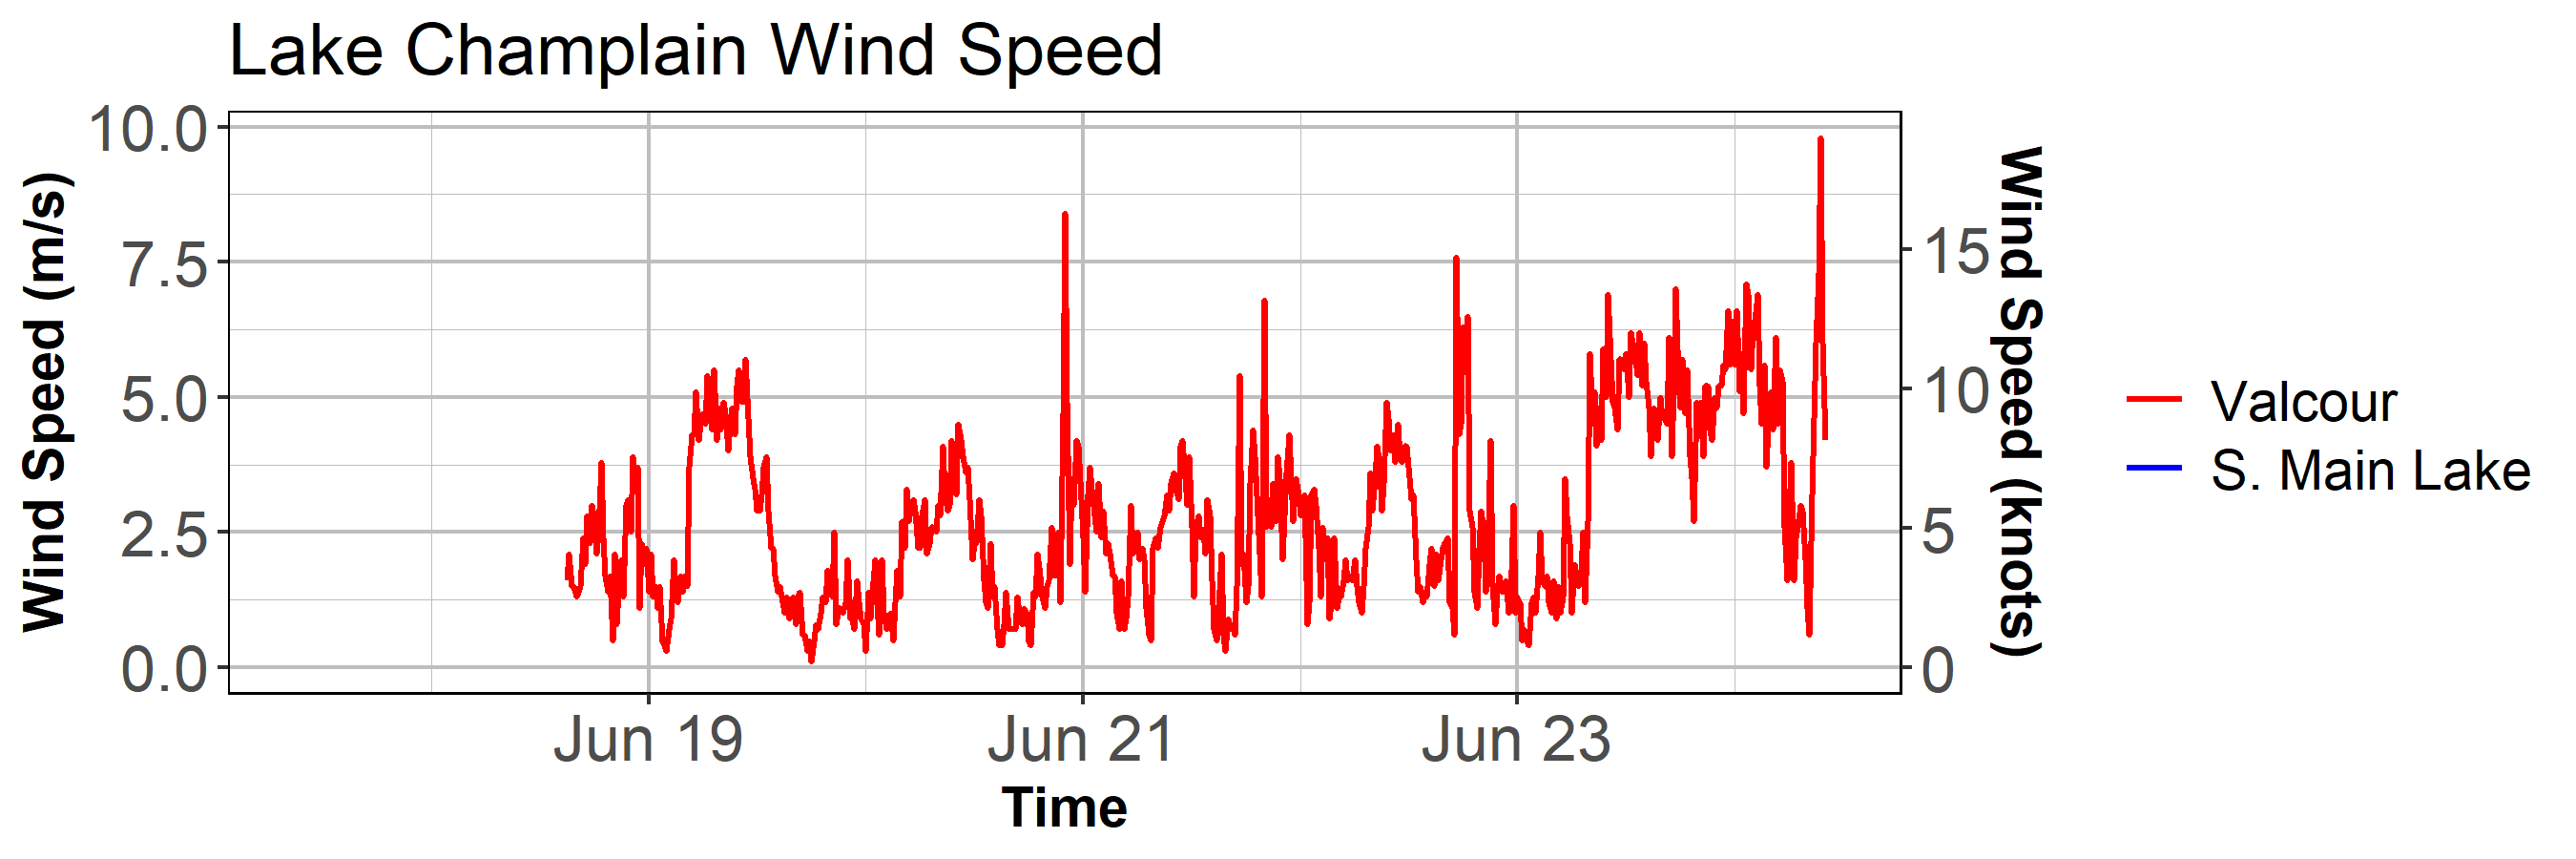 Lake Champlain Wind Speed
10.0
7.5
5.0
2.5
0.0
Wind Speed (m/s)
15
10
5
0
Wind Speed (knots)
Jun 19
Jun 21
Jun 23
Time
Valcour
S. Main Lake